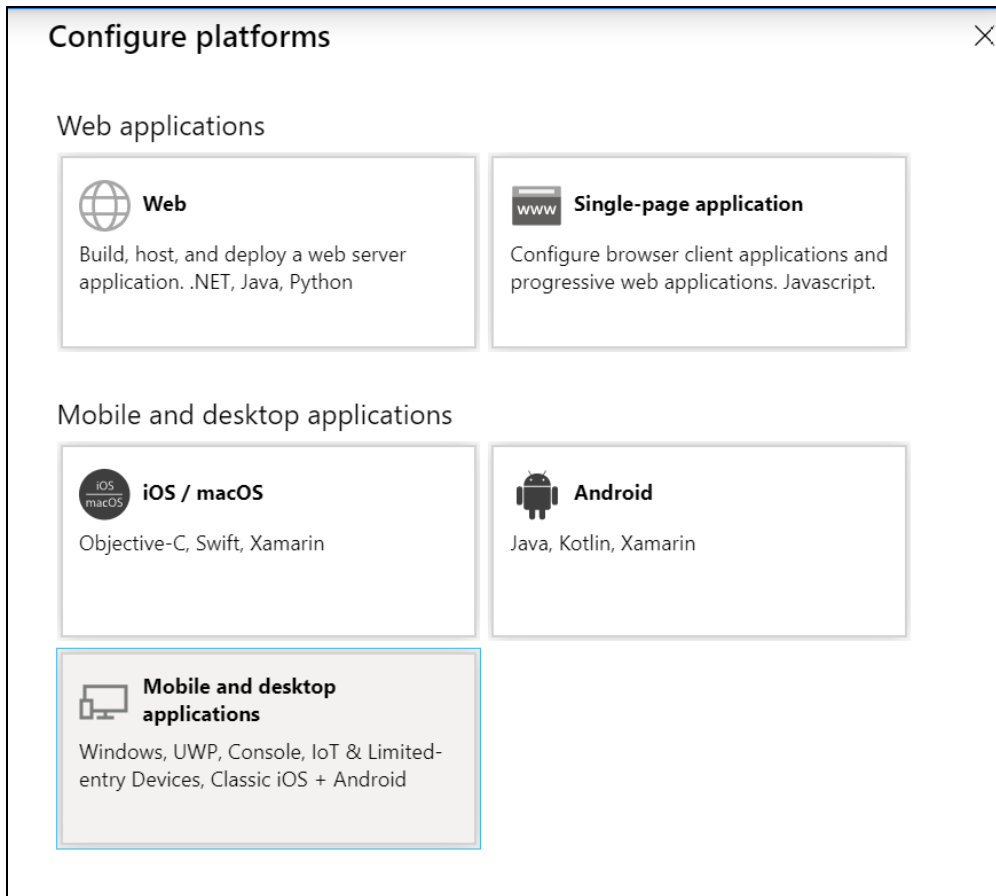 Configure platforms
Web applications
Web
Build, host, and deploy a web server
application. .NET, Java, Python
www
Single-page application
Configure browser client applications and
progressive web applications. Javascript.
Mobile and desktop applications
iOS
macOS
iOS / macOS
Objective-C, Swift, Xamarin
Android
Java, Kotlin, Xamarin
Mobile and desktop
applications
Windows, UWP, Console, IoT & Limited-
entry Devices, Classic iOS + Android